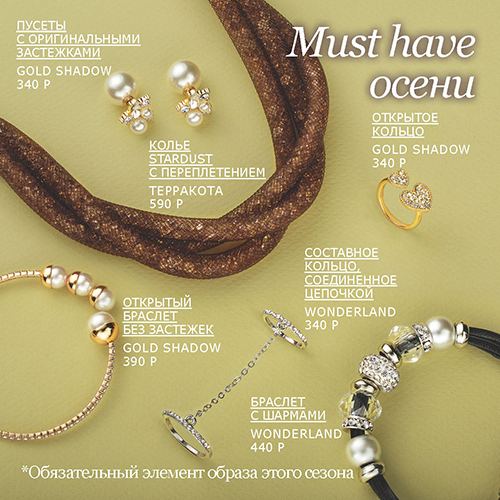 ПУСЕТЫ
С ОРИГИНАЛЬНЫМИ
ЗАСТЕЖКАМИ
GOLD SHADOW
340 Р
Must have
осени
ОТКРЫТОЕ
КОЛЬЦО
GOLD SHADOW
340 Р
КОЛЬЕ
STARDUST
С ПЕРЕПЛЕТЕНИЕМ
ТЕРРАКОТА
590 Р
СОСТАВНОЕ
КОЛЬЦО,
СОЕДИНЕННОЕ
ЦЕПОЧКОЙ
WONDERLAND
340 Р
ОТКРЫТЫЙ
БРАСЛЕТ
БЕЗ ЗАСТЕЖЕК
GOLD SHADOW
390 Р
БРАСЛЕТ
С ШАРМАМИ
WONDERLAND
440 Р
*Обязательный элемент образа этого сезона